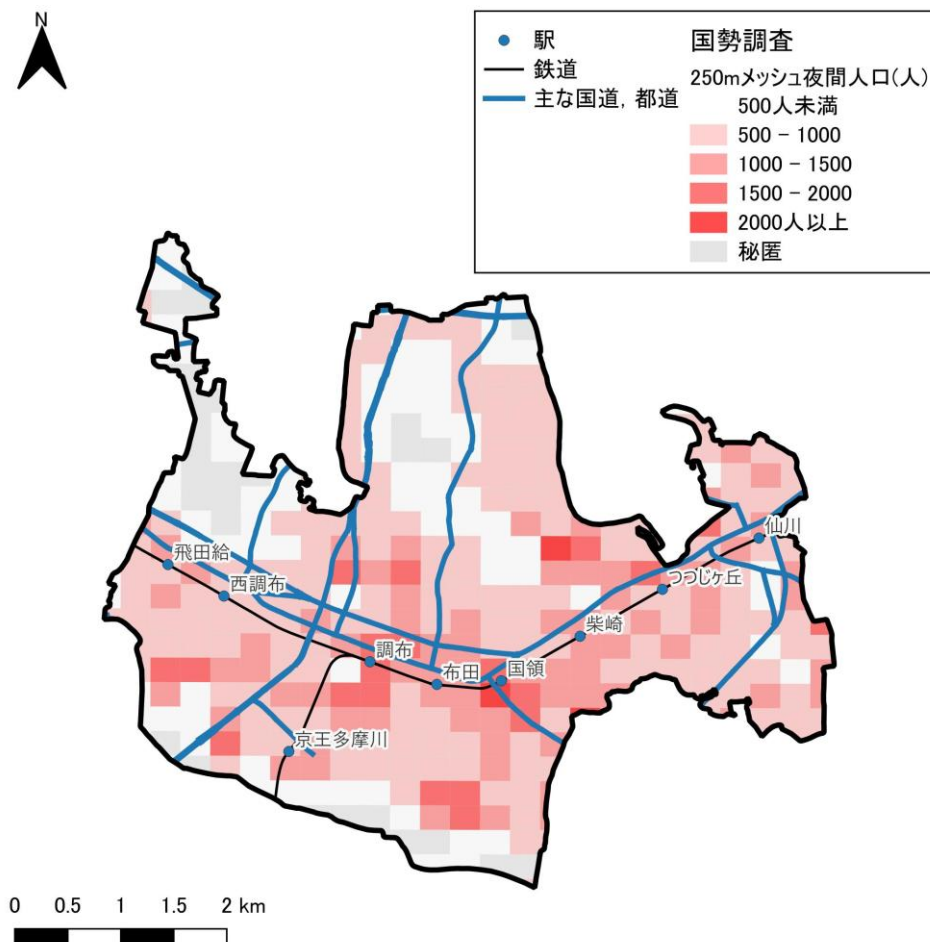 N
駅
鉄道
主な国道，都道
国勢調査
250mメッシュ夜間人口(人)
500人未満
500 - 1000
1000 - 1500
1500 - 2000
2000人以上
秘匿
仙川
飛田給
つつじヶ丘
西調布
柴崎
調布
国領
布田
京王多摩川
0 0.5 1 1.5 2 km